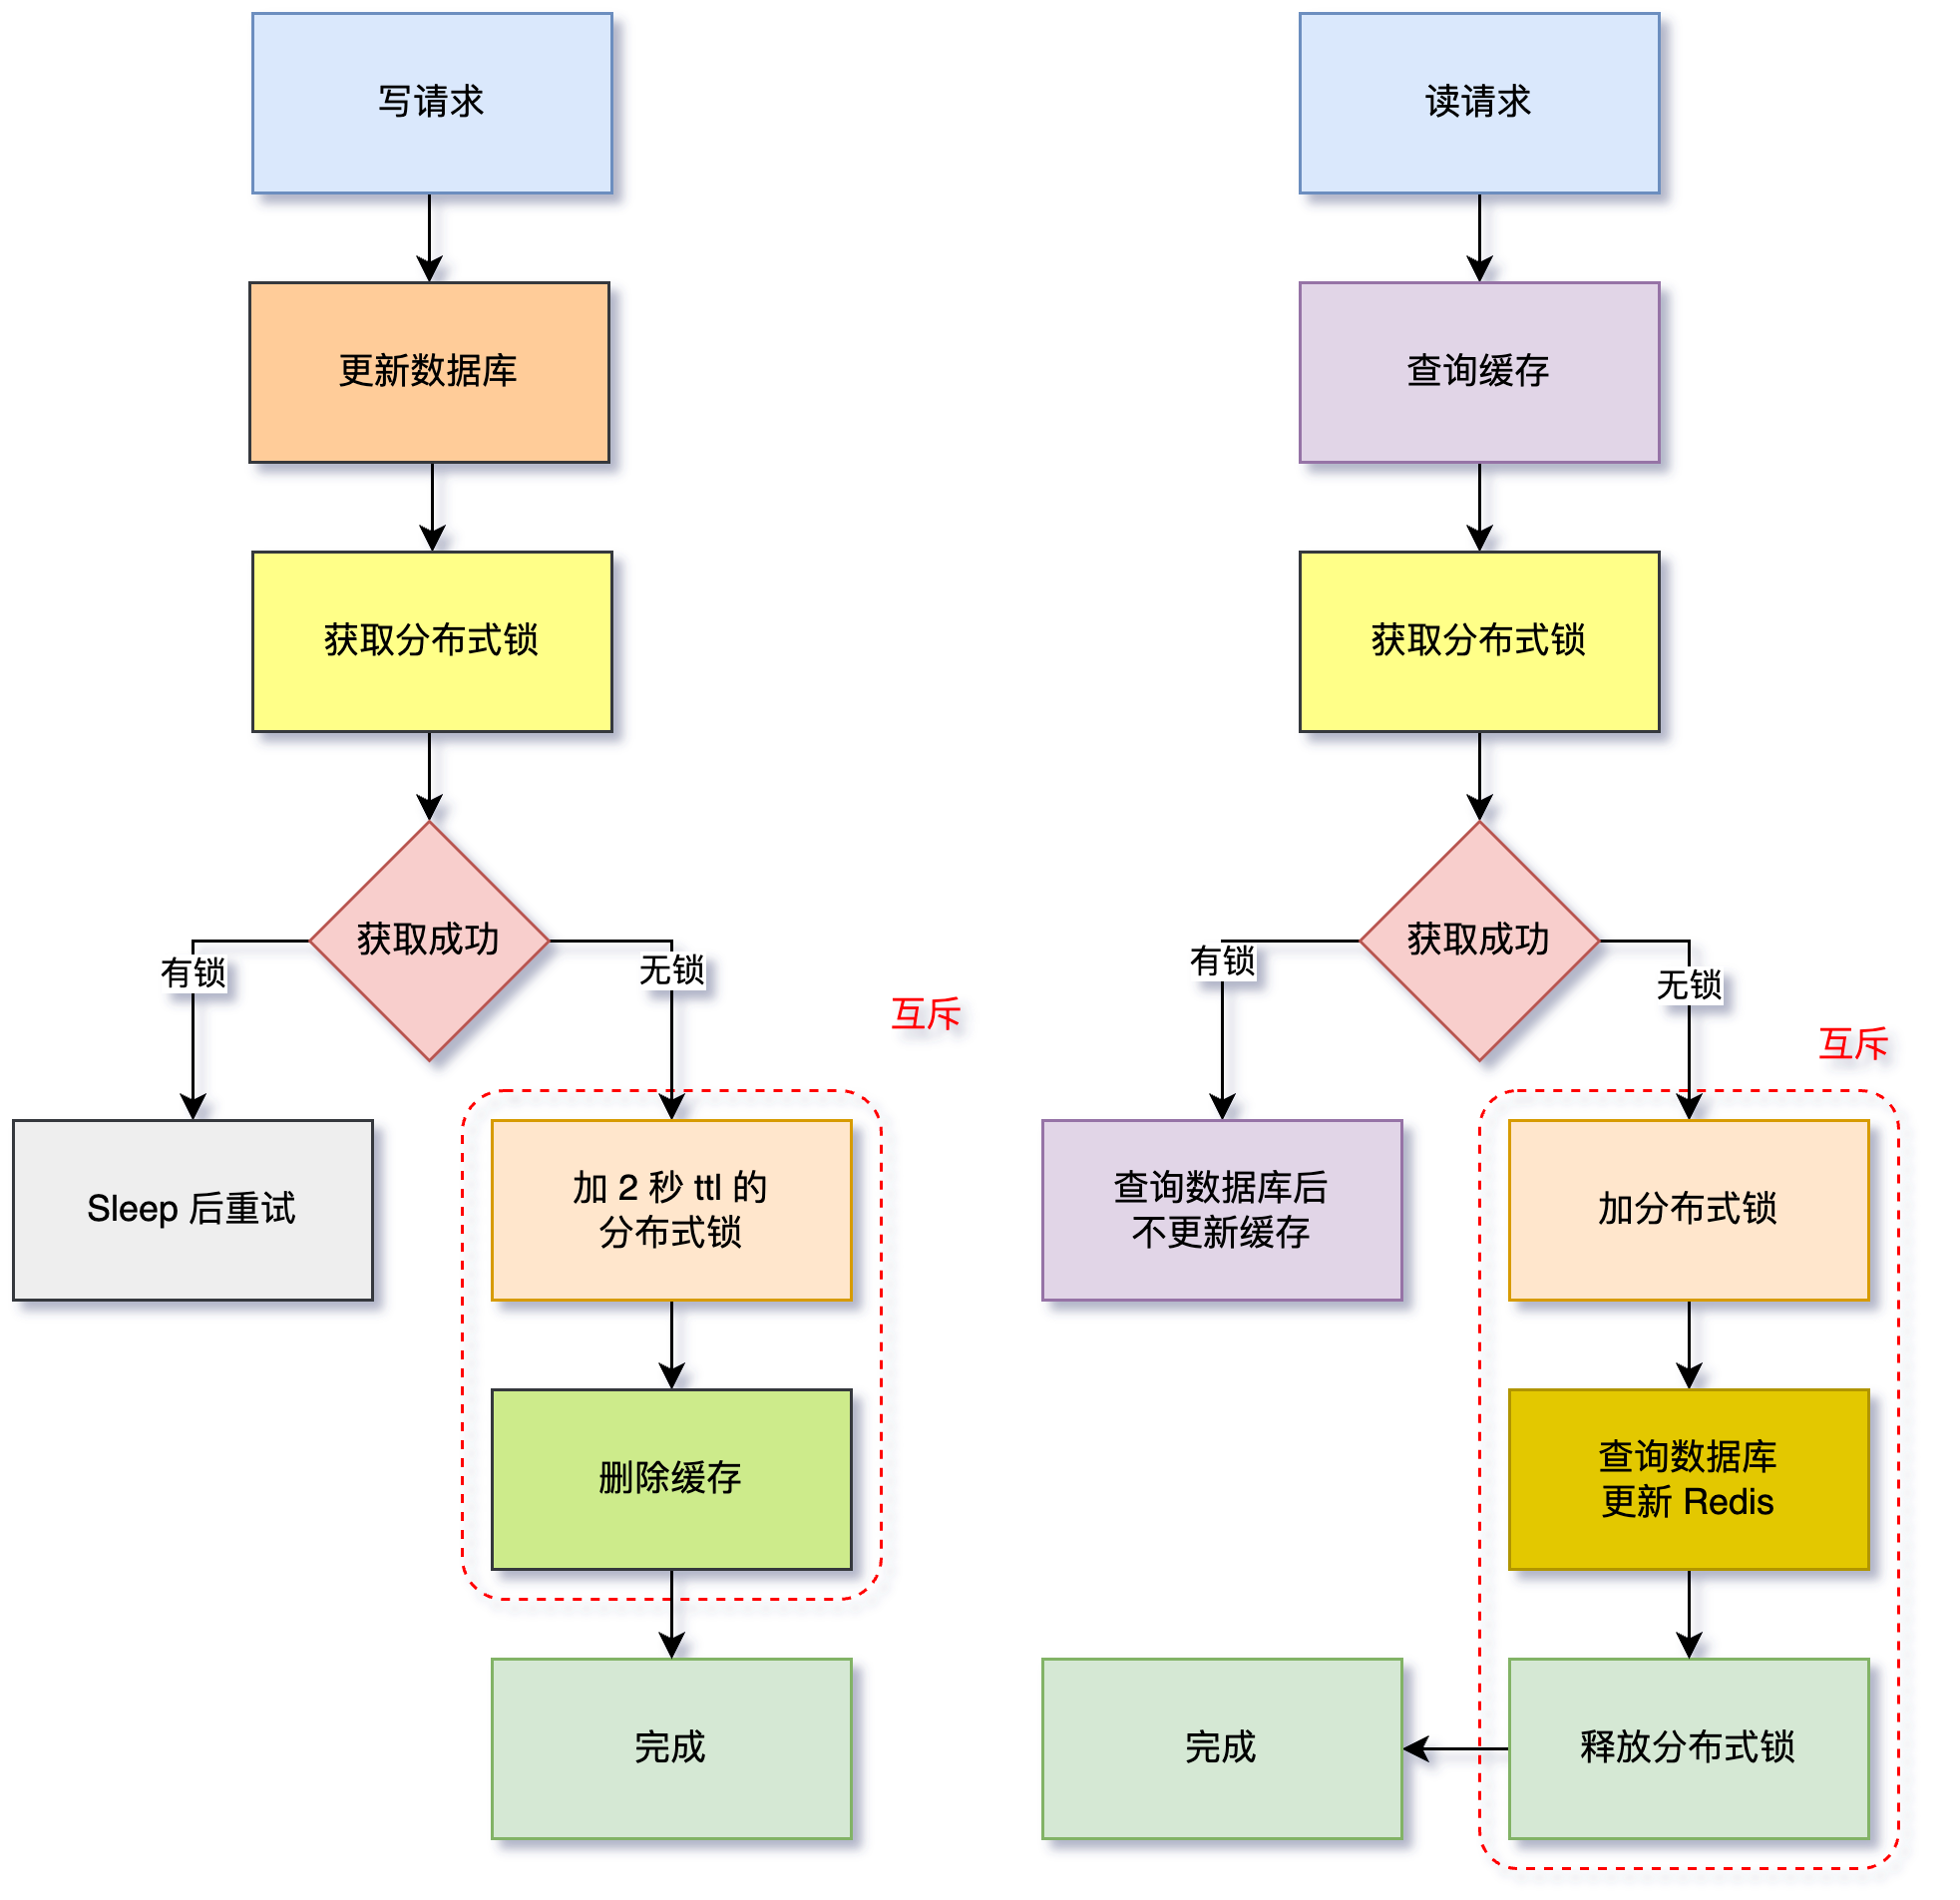 写请求
更新数据库
获取分布式锁
获取成功
有锁
无锁
互斥
Sleep 后重试
加 2 秒 ttl 的
分布式锁
删除缓存
完成
读请求
查询缓存
获取分布式锁
获取成功
有锁
无锁
互斥
查询数据库后
不更新缓存
加分布式锁
查询数据库
更新 Redis
释放分布式锁
完成